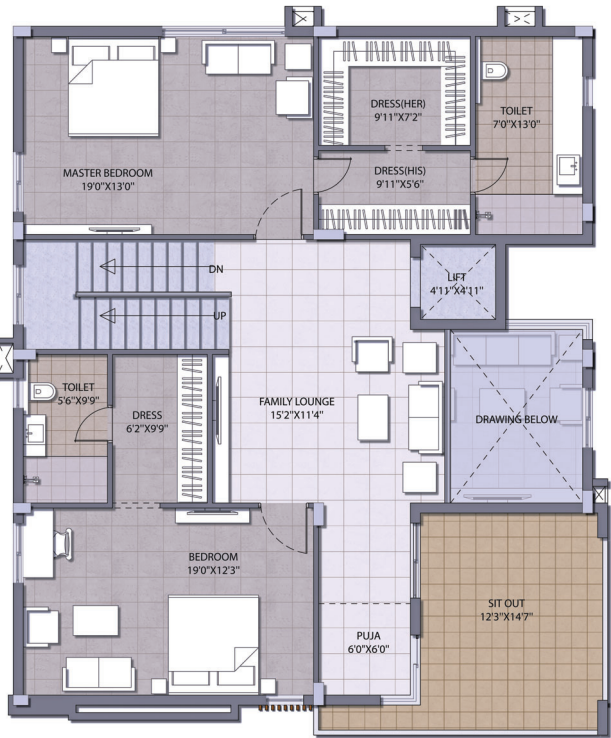 DRESS(HER)
9'11"X7'2"
TOILET
7'0"X13'0"
MASTER BEDROOM
19'0"X13'0"
DRESS(HIS)
9'11"X5'6"
DN
LIFT
4'11"X4'11"
UP
TOILET
5'6"X9'9"
DRESS
6'2"X9'9"
FAMILY LOUNGE
15'2"X11'4"
DRAWING BELOW
BEDROOM
19'0"X12'3"
SIT OUT
12'3"X14'7"
PUJA
6'0"X6'0"